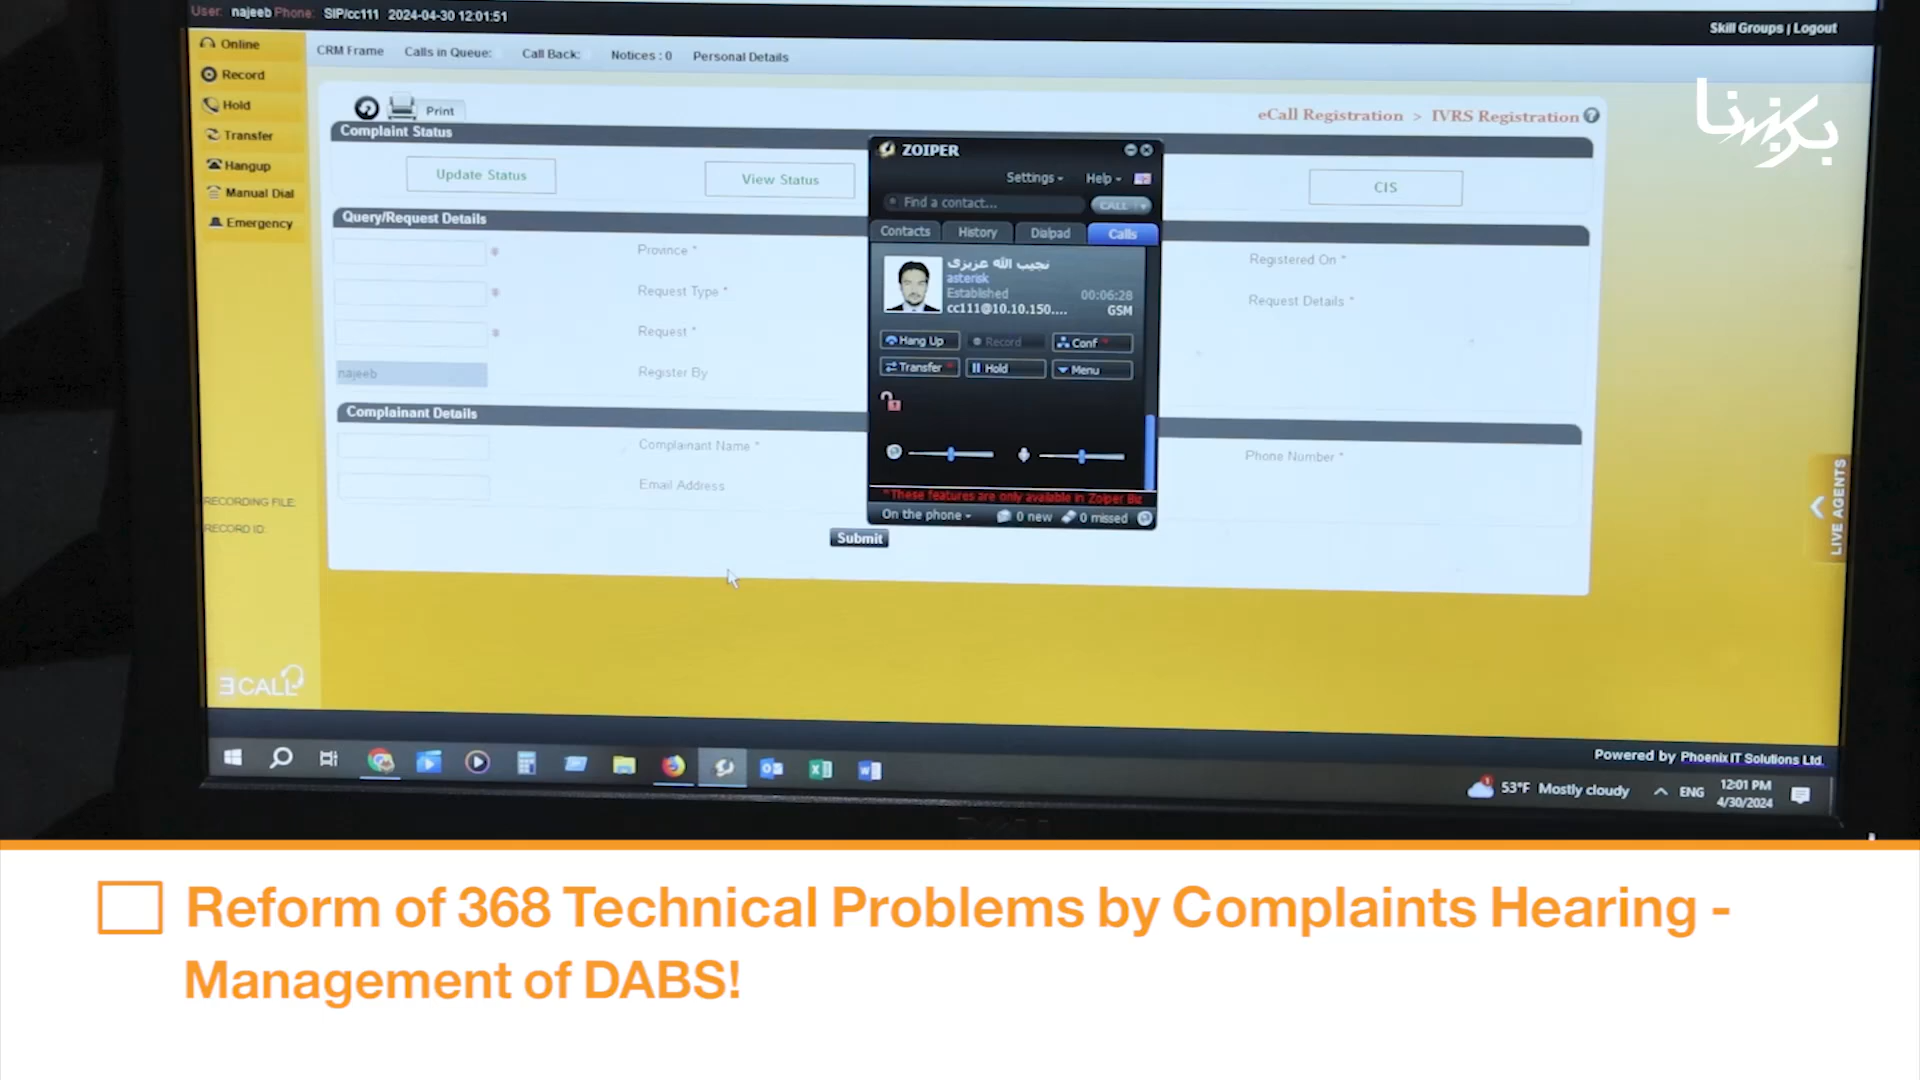 User: najeeb Phone: SIP/cc111 2024-04-30 12:01:51
Skill Groups | Logout
Online
Record
Hold
Transfer
Hangup
Manual Dial
Emergency
CRM Frame Calls in Queue: Call Back: Notices : 0 Personal Details
Print
eCall Registration > IVRS Registration
برېښنا
Complaint Status
Update Status
View Status
CIS
Query/Request Details
Province *
Registered On *
Request Type *
Request Details *
Request *
najeeb
Register By
Complainant Details
Complainant Name *
Phone Number *
Email Address
Submit
RECORDING FILE:
RECORD ID:
LIVE AGENTS
ZOIPER
Settings
Help
Find a contact...
CALL
Contacts History Dialpad Calls
نجیب الله عزیزی
asterisk
Established 00:06:28
cc111@10.10.150.... GSM
Hang Up Record Conf *
Transfer * Hold Menu
*These features are only available in Zoiper Biz
On the phone 0 new 0 missed
3CALL
Powered by Phoenix IT Solutions Ltd.
53°F Mostly cloudy ENG 12:01 PM
4/30/2024
Reform of 368 Technical Problems by Complaints Hearing -
Management of DABS!